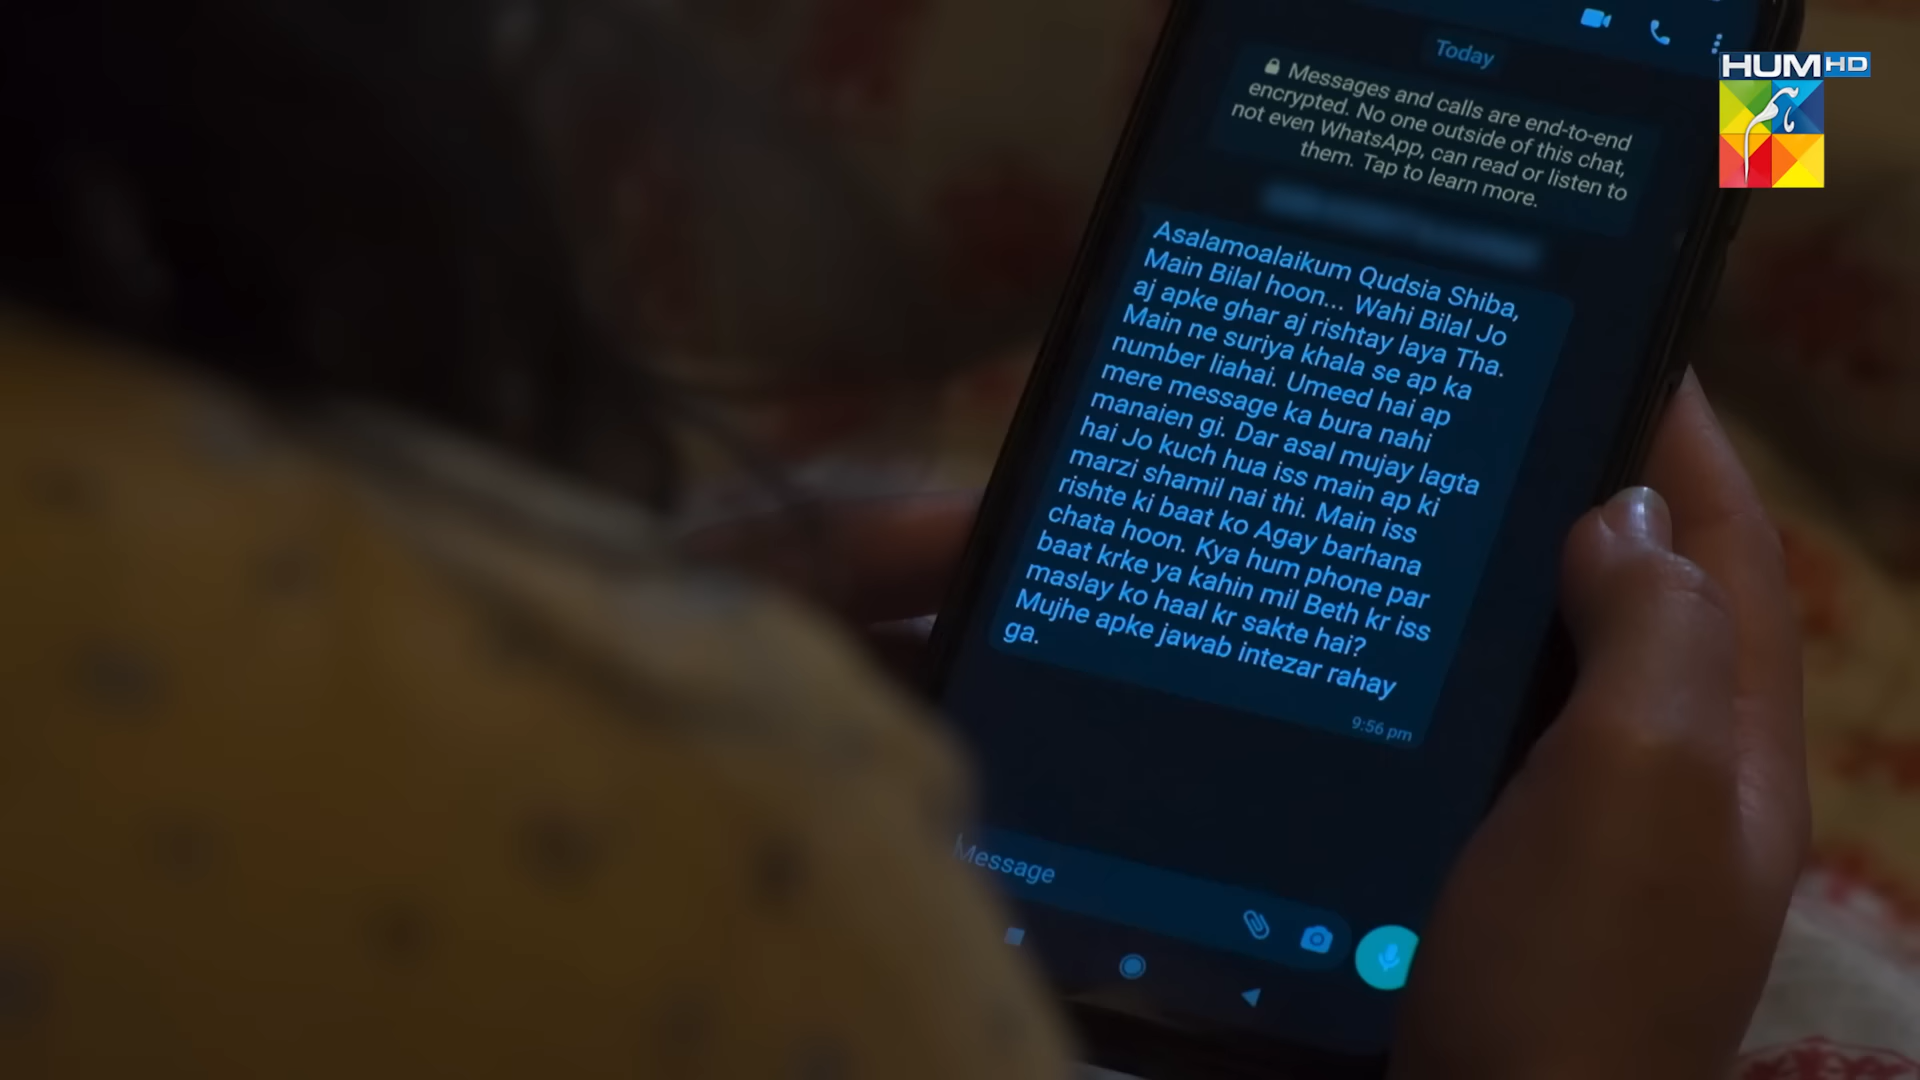 HUM HD
ہم
Today
Messages and calls are end-to-end
encrypted. No one outside of this chat,
not even WhatsApp, can read or listen to
them. Tap to learn more.
Asalamoalaikum Qudsia Shiba,
Main Bilal hoon... Wahi Bilal Jo
aj apke ghar aj rishtay laya Tha.
Main ne suriya khala se ap ka
number liahai. Umeed hai ap
mere message ka bura nahi
manaien gi. Dar asal mujay lagta
hai Jo kuch hua iss main ap ki
marzi shamil nai thi. Main iss
rishte ki baat ko Agay barhana
chata hoon. Kya hum phone par
baat krke ya kahin mil Beth kr iss
maslay ko haal kr sakte hai?
Mujhe apke jawab intezar rahay
ga.
9:56 pm
Message